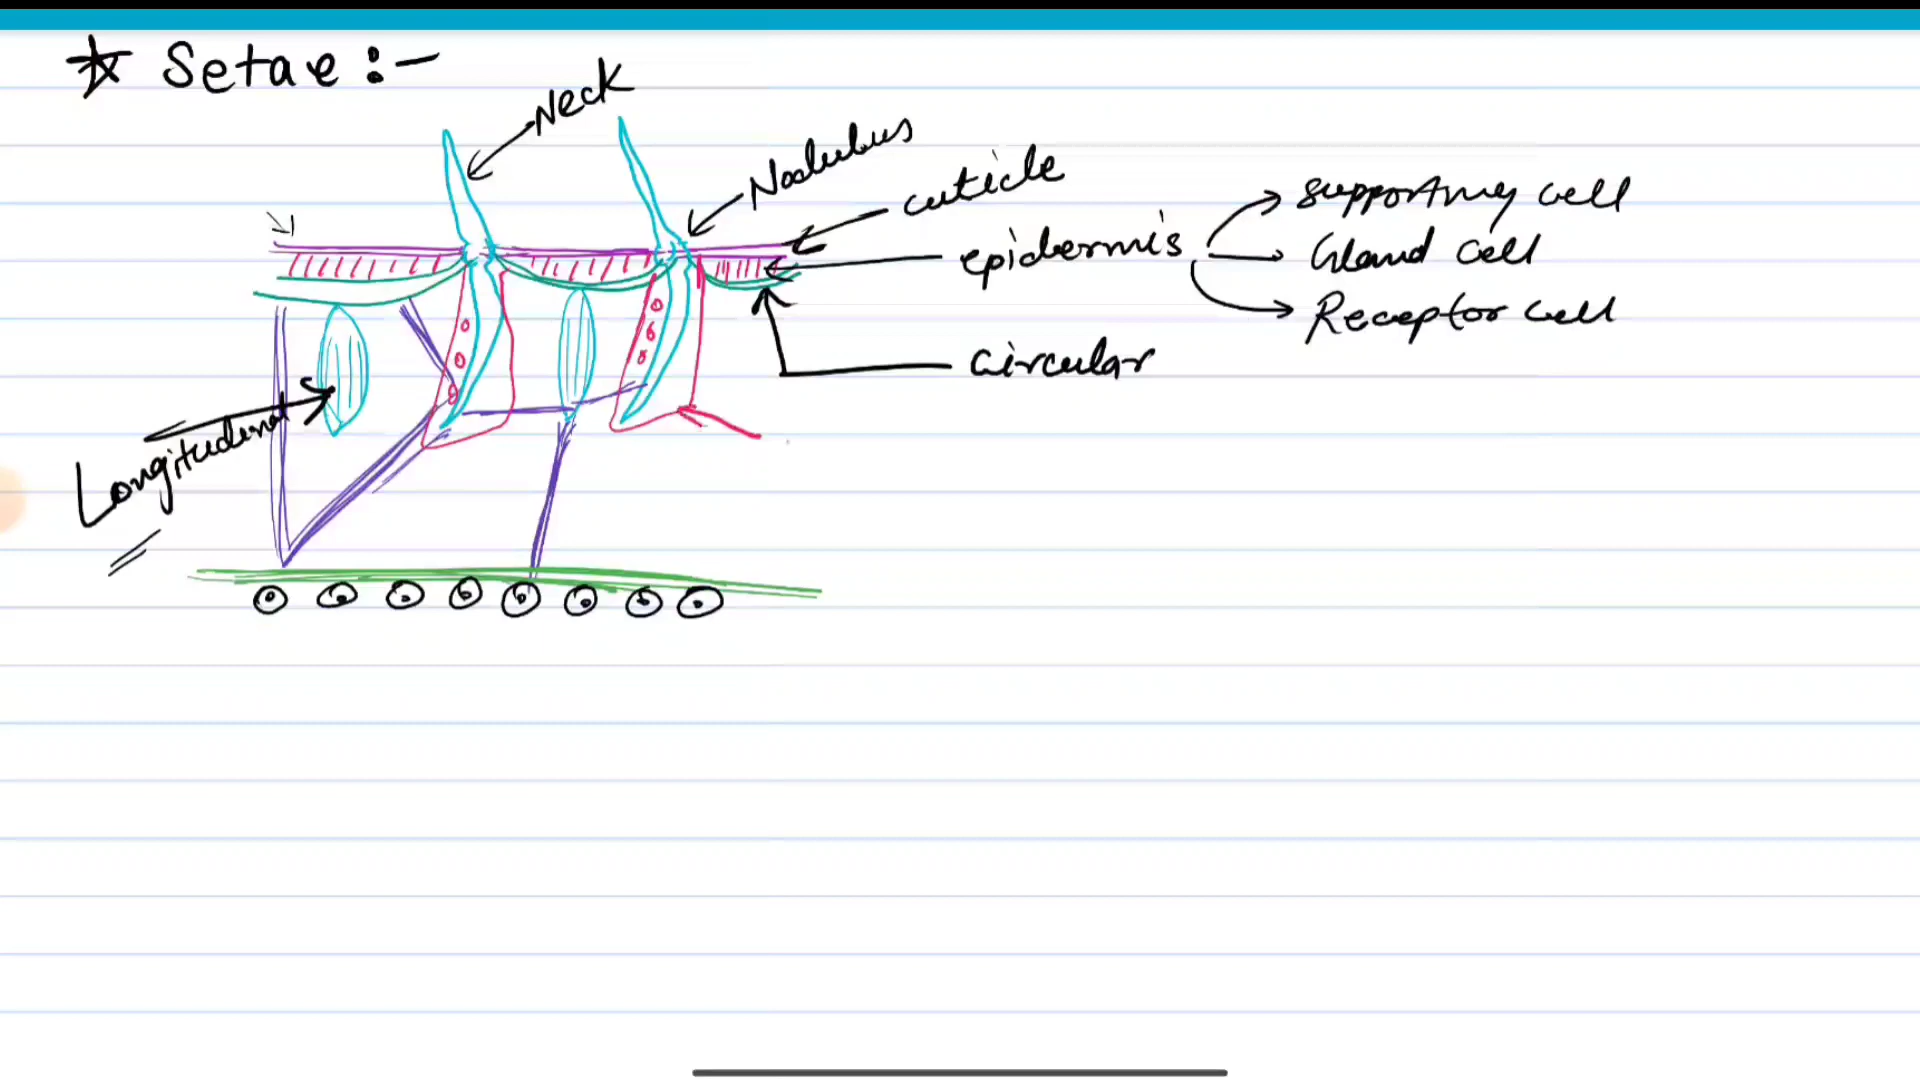 ☆ Setae :-
Neck
Nodulus
cuticle
epidermis
supporting cell
Gland cell
Receptor cell
Circular
Longitudinal